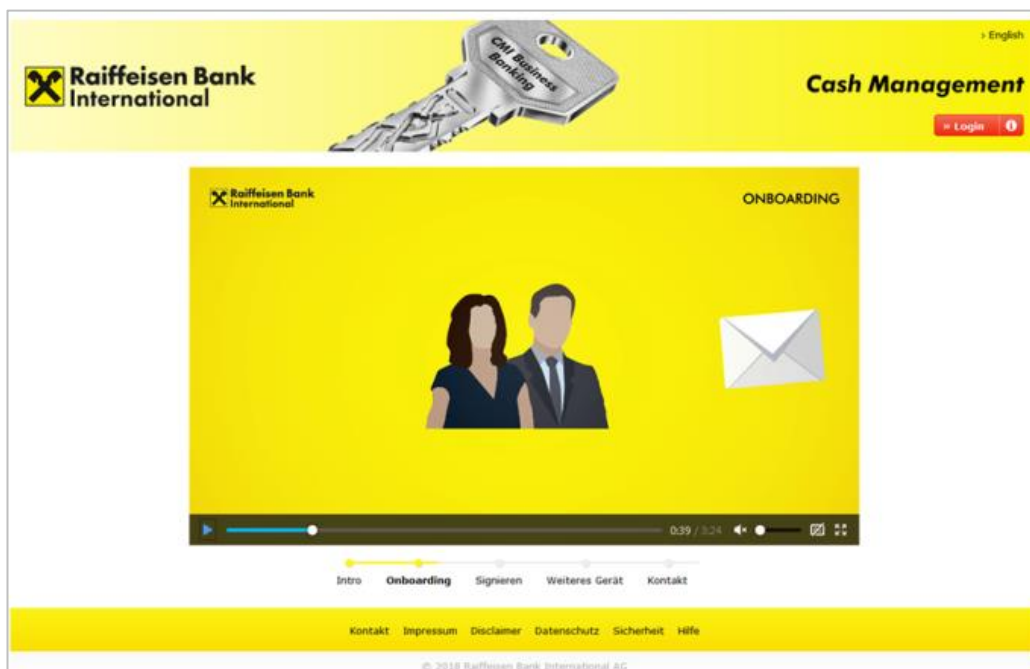 › English
Raiffeisen Bank
International
CMI Business
Banking
Cash Management
» Login
Raiffeisen Bank
International
ONBOARDING
0:39 / 3:24
Intro Onboarding Signieren Weiteres Gerät Kontakt
Kontakt Impressum Disclaimer Datenschutz Sicherheit Hilfe
© 2018 Raiffeisen Bank International AG